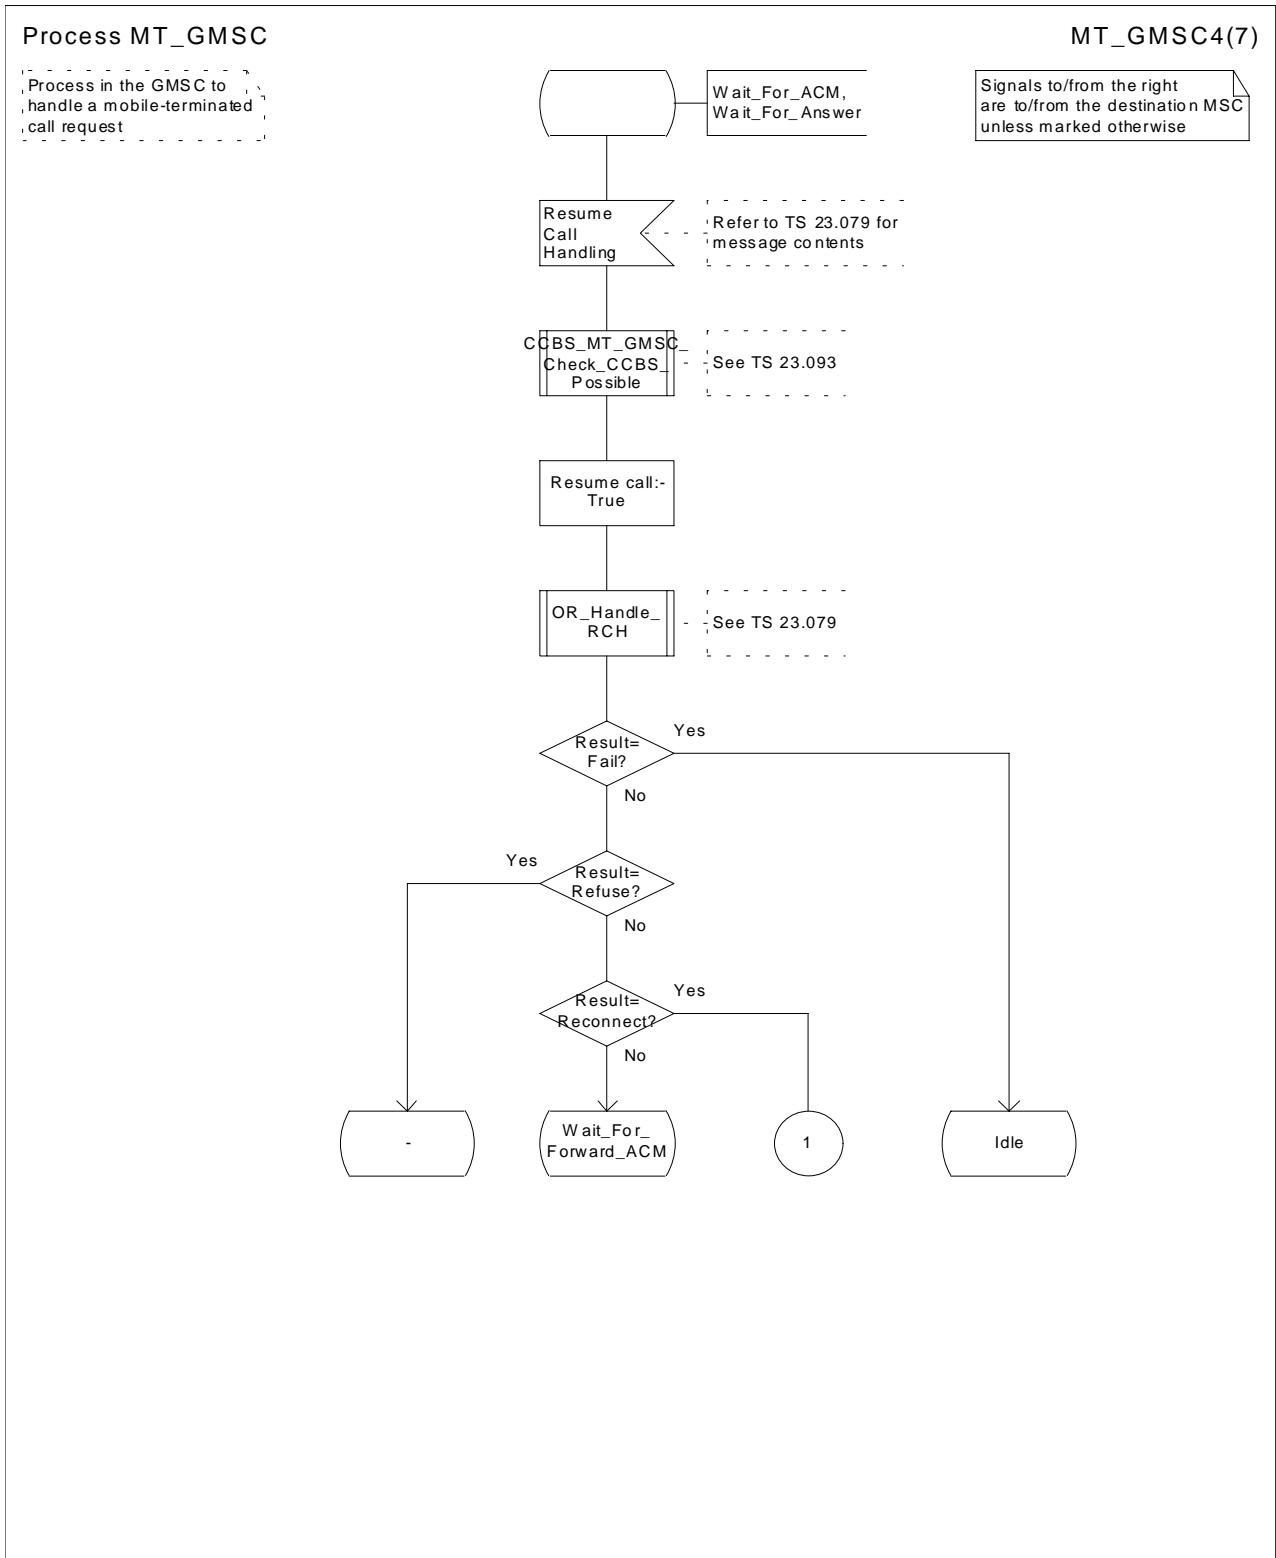 Process MT_GMSC
MT_GMSC4(7)
Process in the GMSC to
handle a mobile-terminated
call request
Wait_For_ACM,
Wait_For_Answer
Signals to/from the right
are to/from the destination MSC
unless marked otherwise
Resume
Call
Handling
Refer to TS 23.079 for
message contents
CCBS_MT_GMSC_
Check_CCBS_
Possible
See TS 23.093
Resume call:-
True
OR_Handle_
RCH
See TS 23.079
Result=
Fail?
Yes
No
Result=
Refuse?
Yes
No
Result=
Reconnect?
Yes
No
-
Wait_For_
Forward_ACM
1
Idle